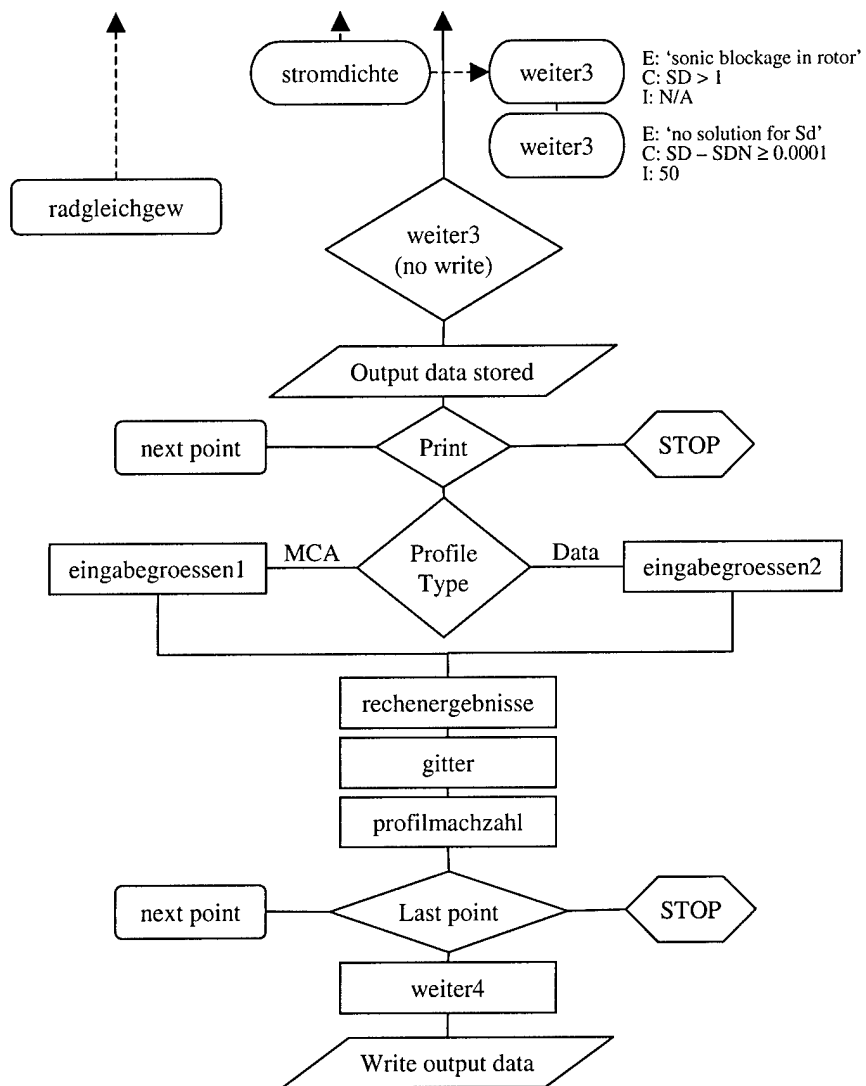 stromdichte
weiter3
E: ‘sonic blockage in rotor’
C: SD > 1
I: N/A
weiter3
E: ‘no solution for Sd’
C: SD – SDN ≥ 0.0001
I: 50
radgleichgew
weiter3
(no write)
Output data stored
next point
Print
STOP
eingabegroessen1
MCA
Profile
Type
Data
eingabegroessen2
rechenergebnisse
gitter
profilmachzahl
next point
Last point
STOP
weiter4
Write output data